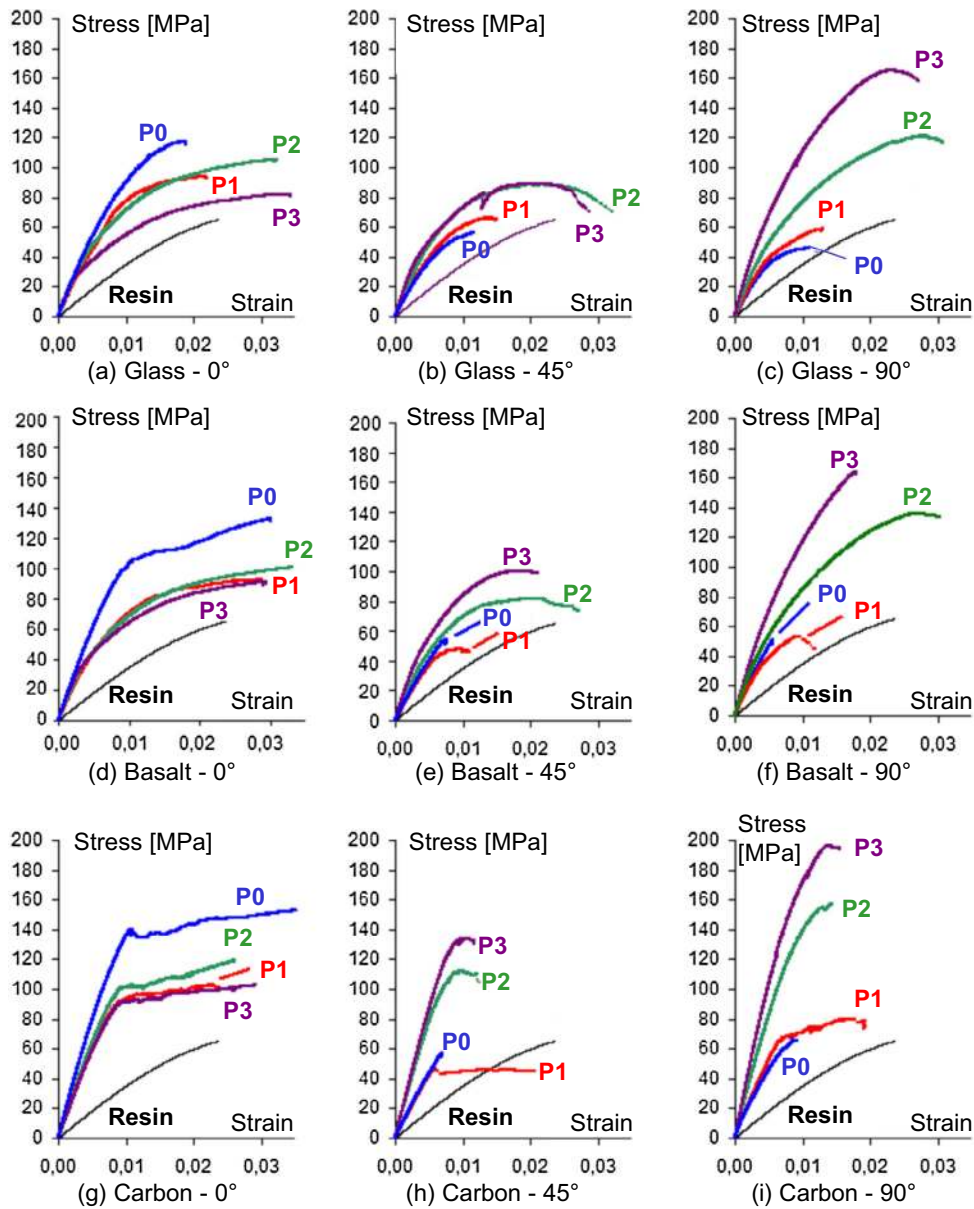 Stress [MPa]
200
180
160
140
120
100
80
60
40
20
0
P0
P2
P1
P3
Resin
Strain
0,00 0,01 0,02 0,03
(a) Glass - 0°
Stress [MPa]
200
180
160
140
120
100
80
60
40
20
0
P2
P1
P3
P0
Resin
Strain
0,00 0,01 0,02 0,03
(b) Glass - 45°
Stress [MPa]
200
180
160
140
120
100
80
60
40
20
0
P3
P2
P1
P0
Resin
Strain
0,00 0,01 0,02 0,03
(c) Glass - 90°
Stress [MPa]
200
180
160
140
120
100
80
60
40
20
0
P0
P2
P1
P3
Resin
Strain
0,00 0,01 0,02 0,03
(d) Basalt - 0°
Stress [MPa]
200
180
160
140
120
100
80
60
40
20
0
P3
P2
P0
P1
Resin
Strain
0,00 0,01 0,02 0,03
(e) Basalt - 45°
Stress [MPa]
200
180
160
140
120
100
80
60
40
20
0
P3
P2
P0
P1
Resin
Strain
0,00 0,01 0,02 0,03
(f) Basalt - 90°
Stress [MPa]
200
180
160
140
120
100
80
60
40
20
0
P0
P2
P1
P3
Resin
Strain
0,00 0,01 0,02 0,03
(g) Carbon - 0°
Stress [MPa]
200
180
160
140
120
100
80
60
40
20
0
P3
P2
P0
P1
Resin
Strain
0,00 0,01 0,02 0,03
(h) Carbon - 45°
Stress
[MPa]
200
180
160
140
120
100
80
60
40
20
0
P3
P2
P1
P0
Resin
Strain
0,00 0,01 0,02 0,03
(i) Carbon - 90°